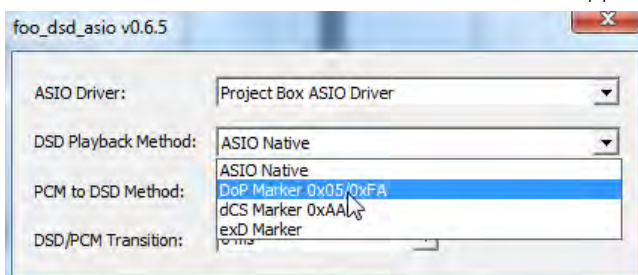 foo_dsd_asio v0.6.5
ASIO Driver: Project Box ASIO Driver
DSD Playback Method: ASIO Native
ASIO Native
PCM to DSD Method: DoP Marker 0x05/0xFA
dCS Marker 0xAA
exD Marker
DSD/PCM Transition: